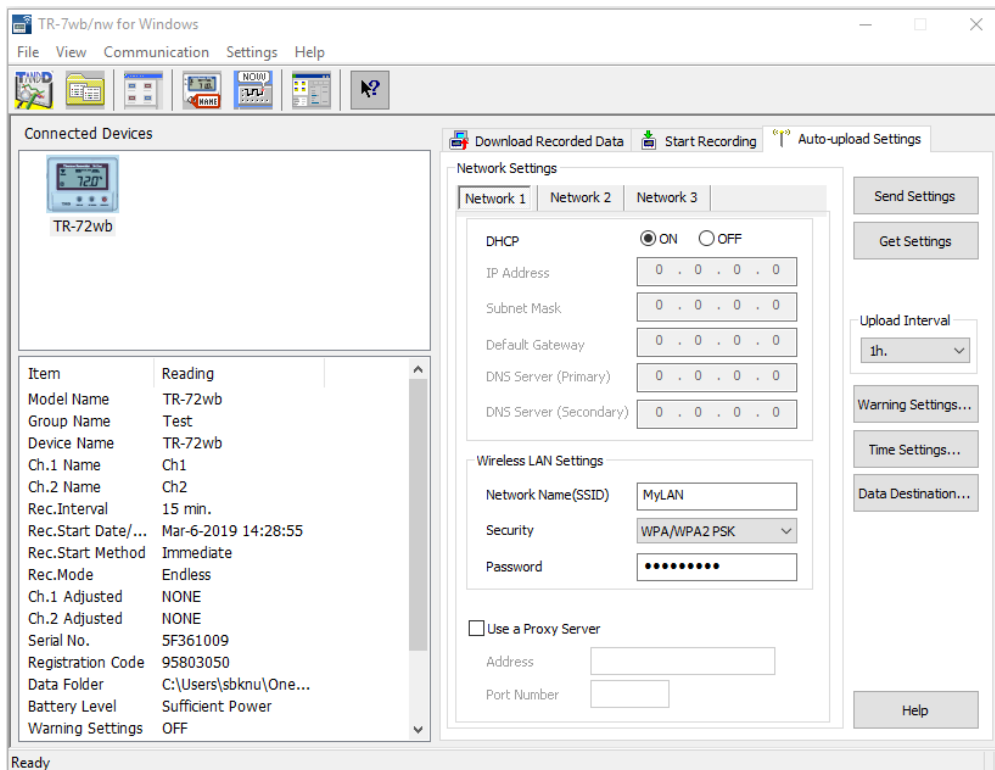 TR-7wb/nw for Windows
File View Communication Settings Help
TAND
NAME
NOW
Connected Devices
72.0
TR-72wb
Item Reading
Model Name TR-72wb
Group Name Test
Device Name TR-72wb
Ch.1 Name Ch1
Ch.2 Name Ch2
Rec.Interval 15 min.
Rec.Start Date/... Mar-6-2019 14:28:55
Rec.Start Method Immediate
Rec.Mode Endless
Ch.1 Adjusted NONE
Ch.2 Adjusted NONE
Serial No. 5F361009
Registration Code 95803050
Data Folder C:\Users\sbknu\One...
Battery Level Sufficient Power
Warning Settings OFF
Download Recorded Data Start Recording Auto-upload Settings
Network Settings
Network 1 Network 2 Network 3
DHCP ON OFF
IP Address 0 . 0 . 0 . 0
Subnet Mask 0 . 0 . 0 . 0
Default Gateway 0 . 0 . 0 . 0
DNS Server (Primary) 0 . 0 . 0 . 0
DNS Server (Secondary) 0 . 0 . 0 . 0
Wireless LAN Settings
Network Name(SSID) MyLAN
Security WPA/WPA2 PSK
Password •••••••••
Use a Proxy Server
Address
Port Number
Send Settings
Get Settings
Upload Interval
1h.
Warning Settings...
Time Settings...
Data Destination...
Help
Ready